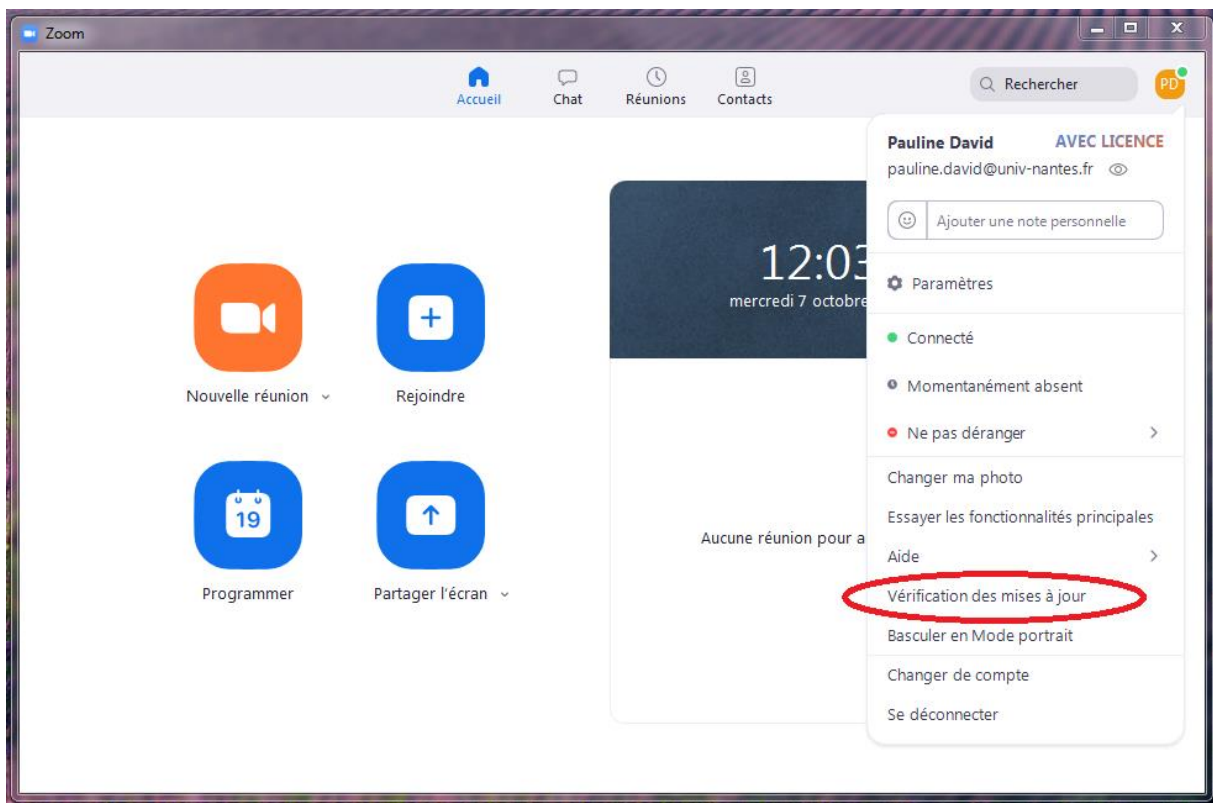 Zoom
Accueil
Chat
Réunions
Contacts
Rechercher
PD
Pauline David AVEC LICENCE
pauline.david@univ-nantes.fr
Ajouter une note personnelle
Paramètres
Connecté
Momentanément absent
Ne pas déranger
Changer ma photo
Essayer les fonctionnalités principales
Aide
Vérification des mises à jour
Basculer en Mode portrait
Changer de compte
Se déconnecter
12:03
mercredi 7 octobre
Aucune réunion pour a
Nouvelle réunion
Rejoindre
19
Programmer
Partager l'écran